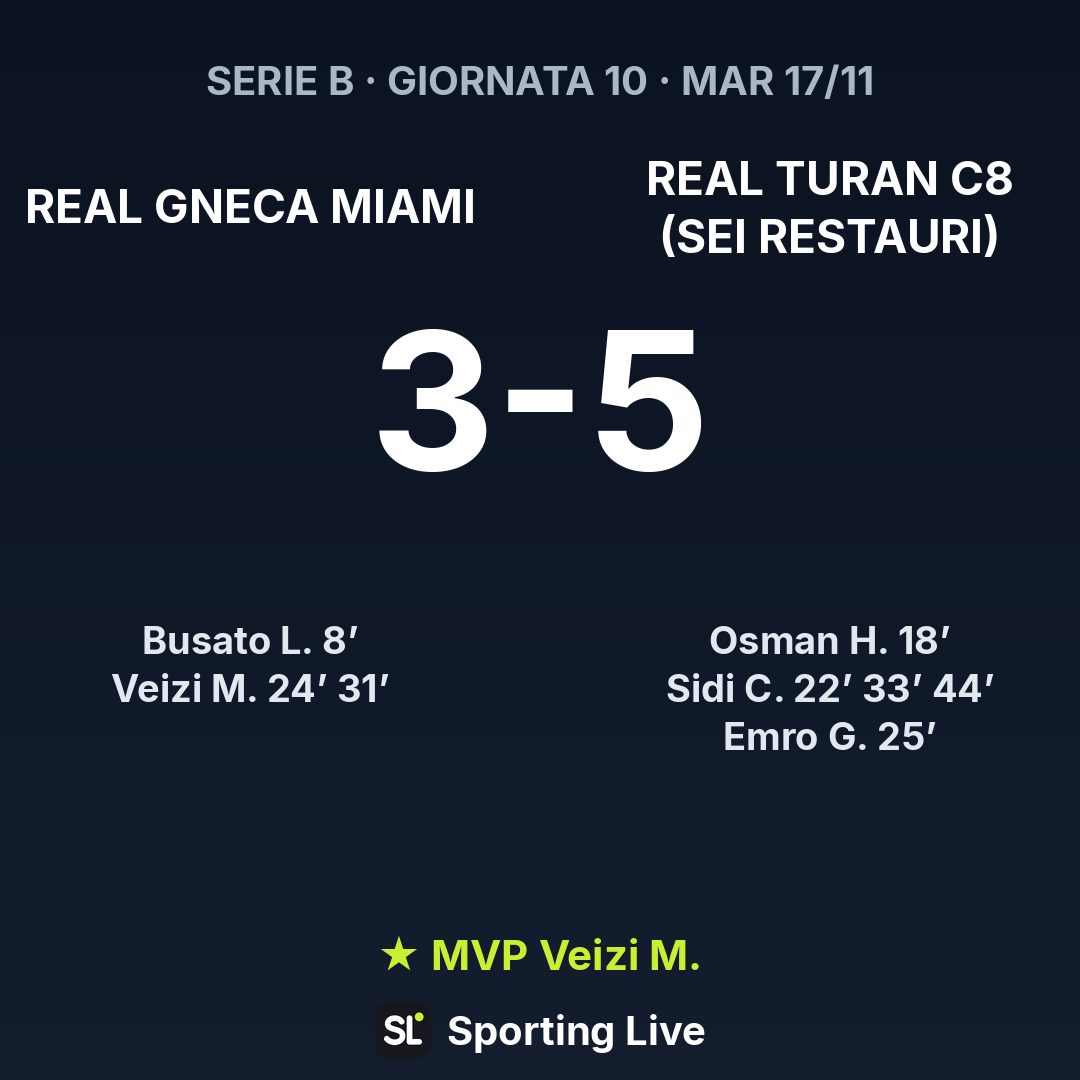 SERIE B · GIORNATA 10 · MAR 17/11
REAL GNECA MIAMI
REAL TURAN C8
(SEI RESTAURI)
3-5
Busato L. 8′
Veizi M. 24′ 31′
Osman H. 18′
Sidi C. 22′ 33′ 44′
Emro G. 25′
★ MVP Veizi M.
SL Sporting Live